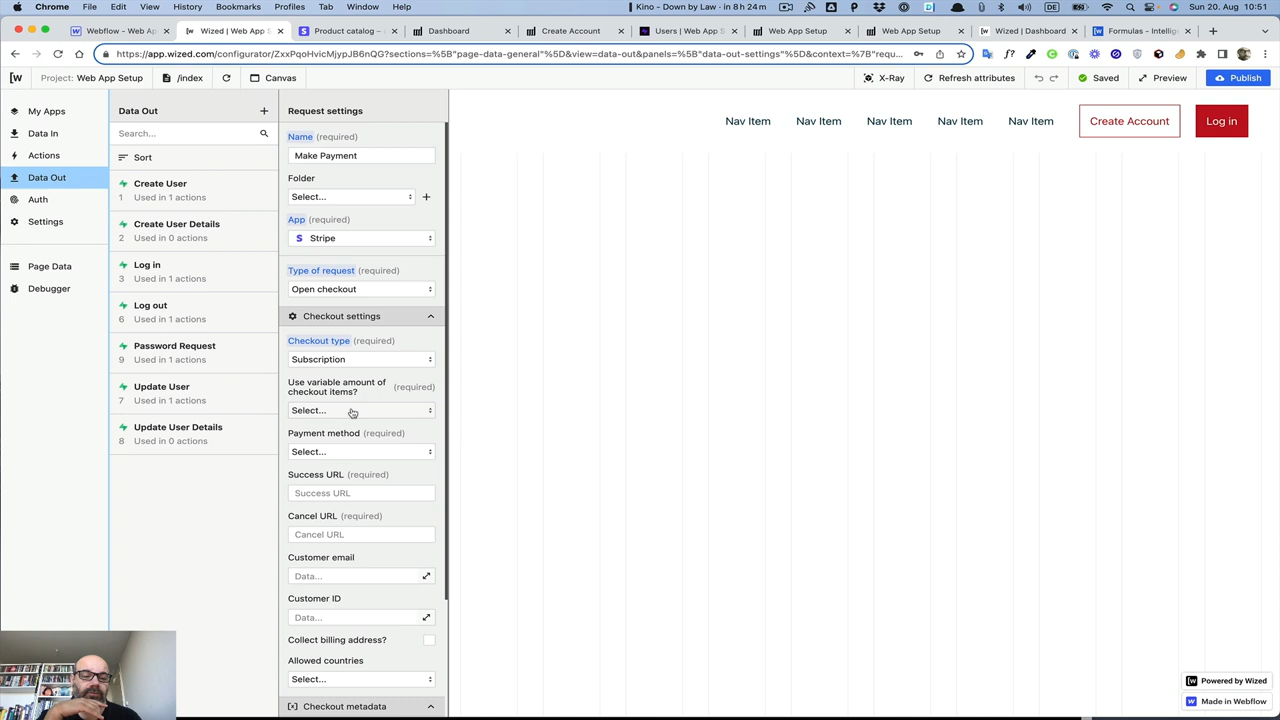 Chrome File Edit View History Bookmarks Profiles Tab Window Help
Kino - Down by Law - in 8 h 24 m
DE
Sun 20. Aug 10:51
Webflow - Web App
Wized | Web App S
Product catalog –
Dashboard
Create Account
Users | Web App S
Web App Setup
Web App Setup
Wized | Dashboard
Formulas - Intellig
https://app.wized.com/configurator/ZxxPqoHvicMjypJB6nQG?sections=%5B"page-data-general"%5D&view=data-out&panels=%5B"data-out-settings"%5D&context=%7B"requ...
[w Project: Web App Setup /index Canvas X-Ray Refresh attributes Saved Preview Publish
My Apps
Data In
Actions
Data Out
Auth
Settings
Page Data
Debugger
Data Out
Search...
Sort
Create User
1 Used in 1 actions
Create User Details
2 Used in 0 actions
Log in
3 Used in 1 actions
Log out
6 Used in 1 actions
Password Request
9 Used in 1 actions
Update User
7 Used in 1 actions
Update User Details
8 Used in 0 actions
Request settings
Name (required)
Make Payment
Folder
Select...
App (required)
Stripe
Type of request (required)
Open checkout
Checkout settings
Checkout type (required)
Subscription
Use variable amount of
checkout items? (required)
Select...
Payment method (required)
Select...
Success URL (required)
Success URL
Cancel URL (required)
Cancel URL
Customer email
Data...
Customer ID
Data...
Collect billing address?
Allowed countries
Select...
Checkout metadata
Nav Item Nav Item Nav Item Nav Item Nav Item Create Account Log in
Powered by Wized
Made in Webflow